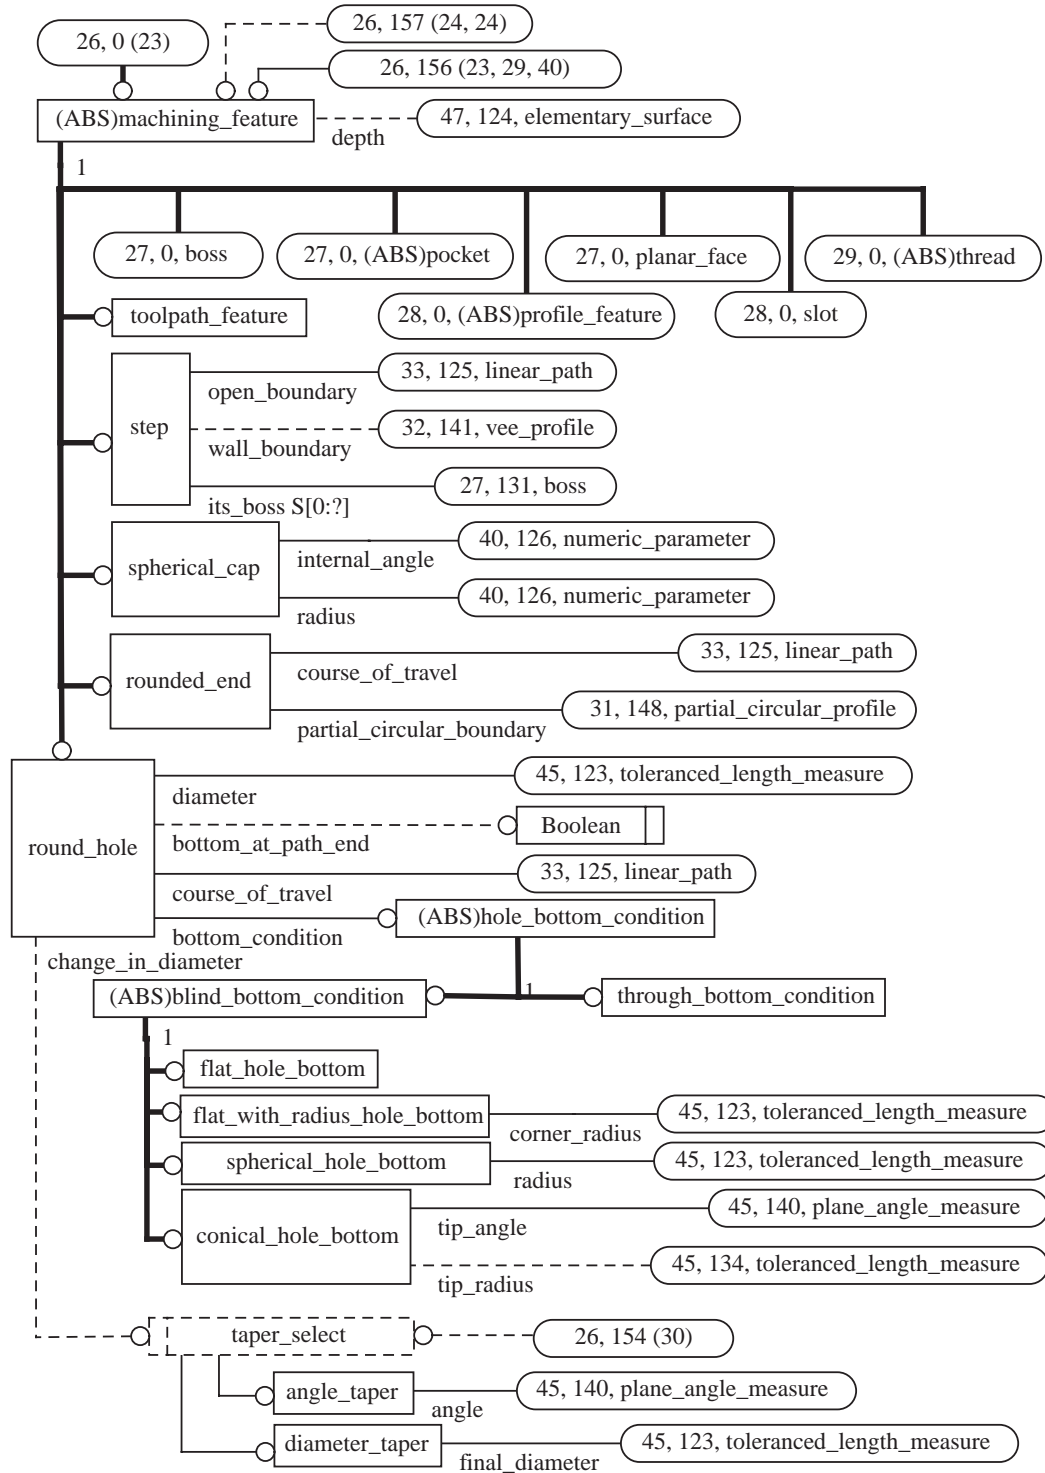 26, 0 (23)
26, 157 (24, 24)
26, 156 (23, 29, 40)
(ABS)machining_feature
depth
47, 124, elementary_surface
1
27, 0, boss
27, 0, (ABS)pocket
27, 0, planar_face
29, 0, (ABS)thread
28, 0, (ABS)profile_feature
28, 0, slot
toolpath_feature
step
open_boundary
33, 125, linear_path
wall_boundary
32, 141, vee_profile
its_boss S[0:?]
27, 131, boss
spherical_cap
internal_angle
40, 126, numeric_parameter
radius
40, 126, numeric_parameter
rounded_end
course_of_travel
33, 125, linear_path
partial_circular_boundary
31, 148, partial_circular_profile
round_hole
diameter
45, 123, toleranced_length_measure
bottom_at_path_end
Boolean
course_of_travel
33, 125, linear_path
bottom_condition
(ABS)hole_bottom_condition
change_in_diameter
1
(ABS)blind_bottom_condition
through_bottom_condition
1
flat_hole_bottom
flat_with_radius_hole_bottom
corner_radius
45, 123, toleranced_length_measure
spherical_hole_bottom
radius
45, 123, toleranced_length_measure
conical_hole_bottom
tip_angle
45, 140, plane_angle_measure
tip_radius
45, 134, toleranced_length_measure
taper_select
26, 154 (30)
angle_taper
angle
45, 140, plane_angle_measure
diameter_taper
final_diameter
45, 123, toleranced_length_measure